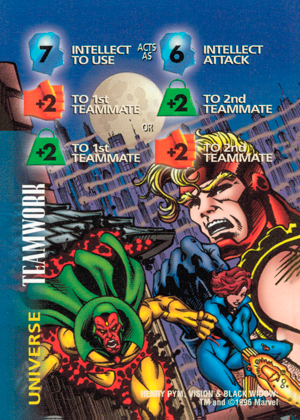 7 INTELLECT TO USE ACTS AS 6 INTELLECT ATTACK
+2 TO 1st TEAMMATE +2 TO 2nd TEAMMATE
OR
+2 TO 1st TEAMMATE +2 TO 2nd TEAMMATE
UNIVERSE
TEAMWORK
HENRY PYM, VISION & BLACK WIDOW:
TM and © 1996 Marvel